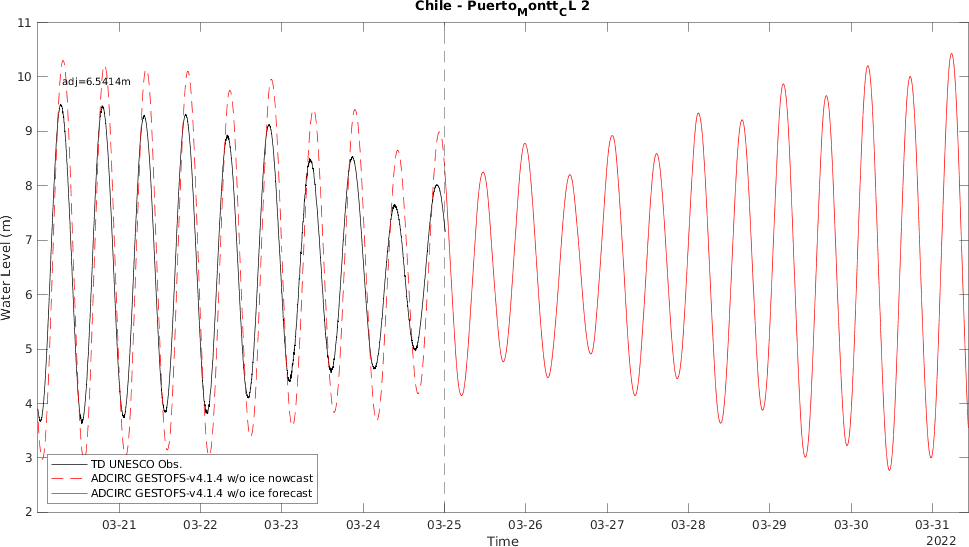 Chile - PuertoMonttCL 2
11
10
9
8
7
6
5
4
3
2
Water Level (m)
adj=6.5414m
TD UNESCO Obs.
ADCIRC GESTOFS-v4.1.4 w/o ice nowcast
ADCIRC GESTOFS-v4.1.4 w/o ice forecast
03-21 03-22 03-23 03-24 03-25 03-26 03-27 03-28 03-29 03-30 03-31
Time
2022